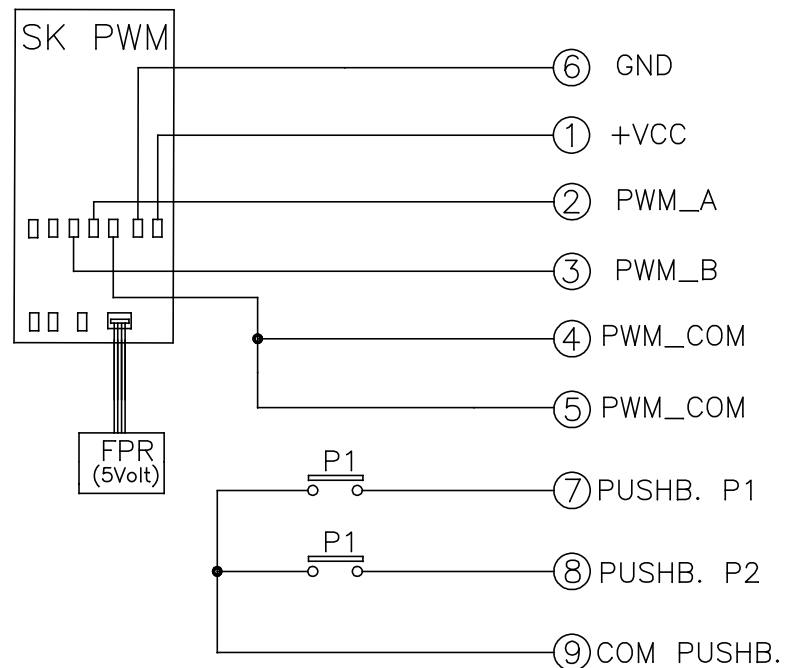 SK PWM
6 GND
1 +VCC
2 PWM_A
3 PWM_B
4 PWM_COM
5 PWM_COM
FPR
(5Volt)
P1
7 PUSHB. P1
P1
8 PUSHB. P2
9 COM PUSHB.